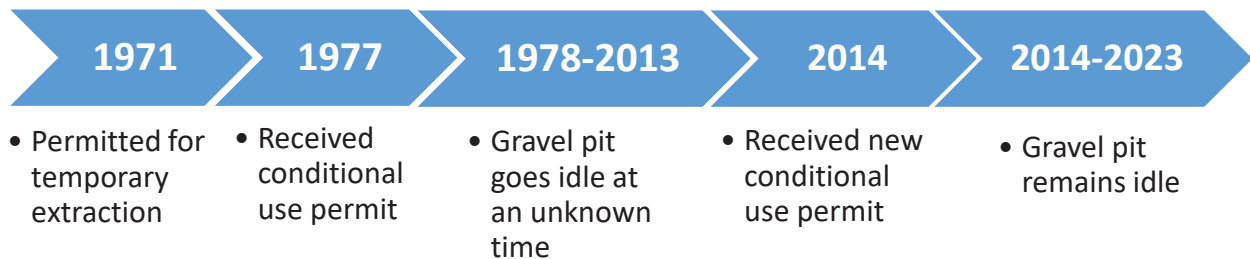 1971
• Permitted for
temporary
extraction
1977
• Received
conditional
use permit
1978-2013
• Gravel pit
goes idle at
an unknown
time
2014
• Received new
conditional
use permit
2014-2023
• Gravel pit
remains idle